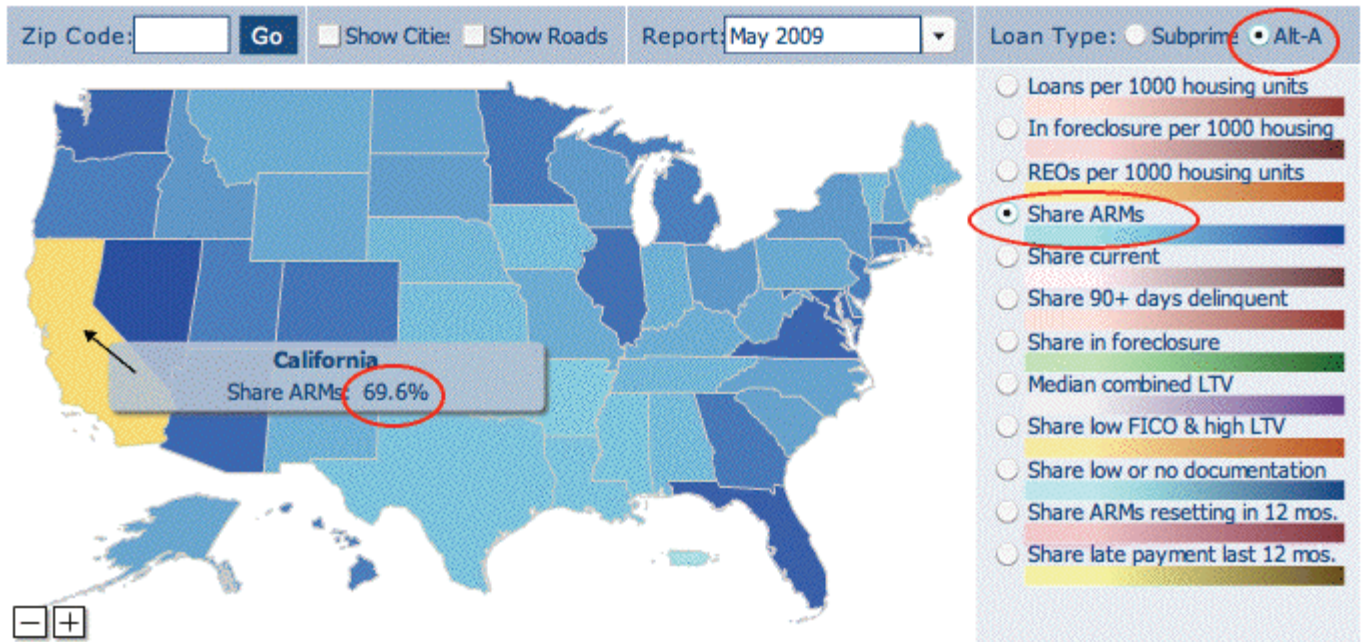 Zip Code: Go Show Cities Show Roads Report: May 2009 Loan Type: Subprime Alt-A
Loans per 1000 housing units
In foreclosure per 1000 housing
REOs per 1000 housing units
Share ARMs
Share current
Share 90+ days delinquent
Share in foreclosure
Median combined LTV
Share low FICO & high LTV
Share low or no documentation
Share ARMs resetting in 12 mos.
Share late payment last 12 mos.
California
Share ARMs: 69.6%